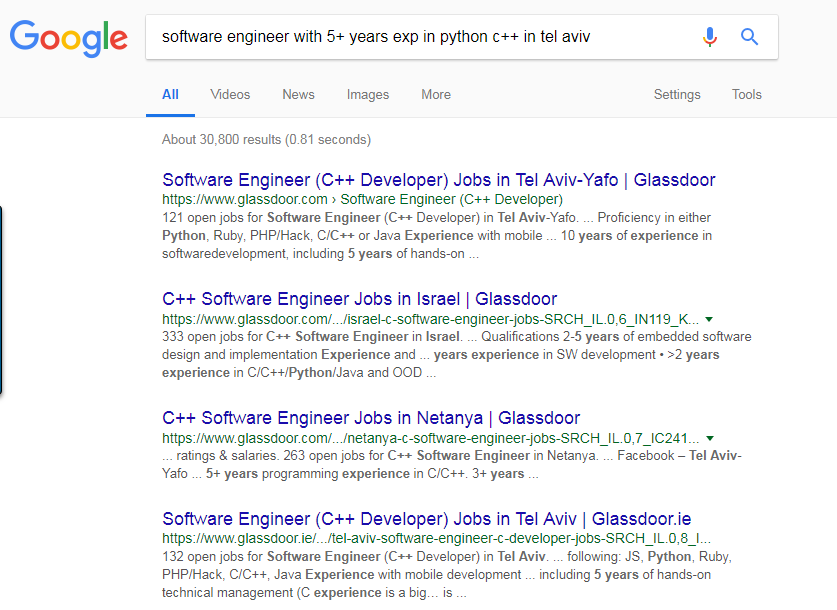 Google
software engineer with 5+ years exp in python c++ in tel aviv
All Videos News Images More Settings Tools
About 30,800 results (0.81 seconds)
Software Engineer (C++ Developer) Jobs in Tel Aviv-Yafo | Glassdoor
https://www.glassdoor.com › Software Engineer (C++ Developer)
121 open jobs for Software Engineer (C++ Developer) in Tel Aviv-Yafo. ... Proficiency in either
Python, Ruby, PHP/Hack, C/C++ or Java Experience with mobile ... 10 years of experience in
softwaredevelopment, including 5 years of hands-on ...
C++ Software Engineer Jobs in Israel | Glassdoor
https://www.glassdoor.com/.../israel-c-software-engineer-jobs-SRCH_IL.0,6_IN119_K...
333 open jobs for C++ Software Engineer in Israel. ... Qualifications 2-5 years of embedded software
design and implementation Experience and ... years experience in SW development • >2 years
experience in C/C++/Python/Java and OOD ...
C++ Software Engineer Jobs in Netanya | Glassdoor
https://www.glassdoor.com/.../netanya-c-software-engineer-jobs-SRCH_IL.0,7_IC241...
... ratings & salaries. 263 open jobs for C++ Software Engineer in Netanya. ... Facebook – Tel Aviv-
Yafo ... 5+ years programming experience in C/C++. 3+ years ...
Software Engineer (C++ Developer) Jobs in Tel Aviv | Glassdoor.ie
https://www.glassdoor.ie/.../tel-aviv-software-engineer-c-developer-jobs-SRCH_IL.0,8_I...
132 open jobs for Software Engineer (C++ Developer) in Tel Aviv. ... following: JS, Python, Ruby,
PHP/Hack, C/C++, Java Experience with mobile development ... including 5 years of hands-on
technical management (C experience is a big... is ...